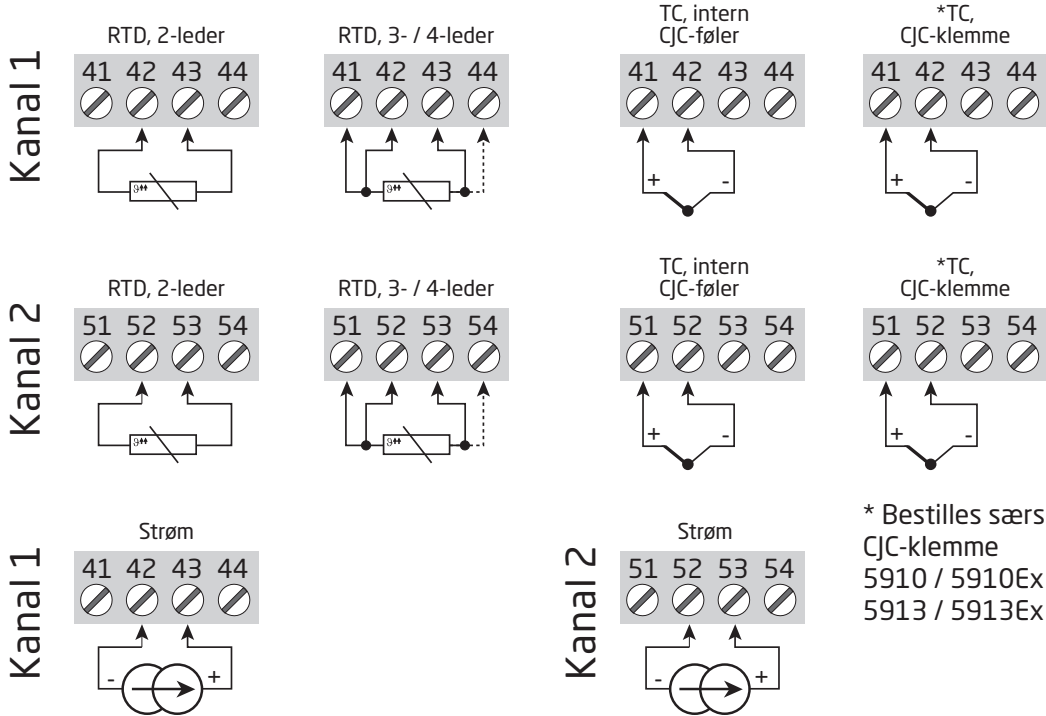 Kanal 1
RTD, 2-leder
41 42 43 44
RTD, 3- / 4-leder
41 42 43 44
TC, intern
CJC-føler
41 42 43 44
+ -
*TC,
CJC-klemme
41 42 43 44
+ -
Kanal 2
RTD, 2-leder
51 52 53 54
RTD, 3- / 4-leder
51 52 53 54
TC, intern
CJC-føler
51 52 53 54
+ -
*TC,
CJC-klemme
51 52 53 54
+ -
Kanal 1
Strøm
41 42 43 44
- +
Kanal 2
Strøm
51 52 53 54
- +
* Bestilles særs
CJC-klemme
5910 / 5910Ex
5913 / 5913Ex